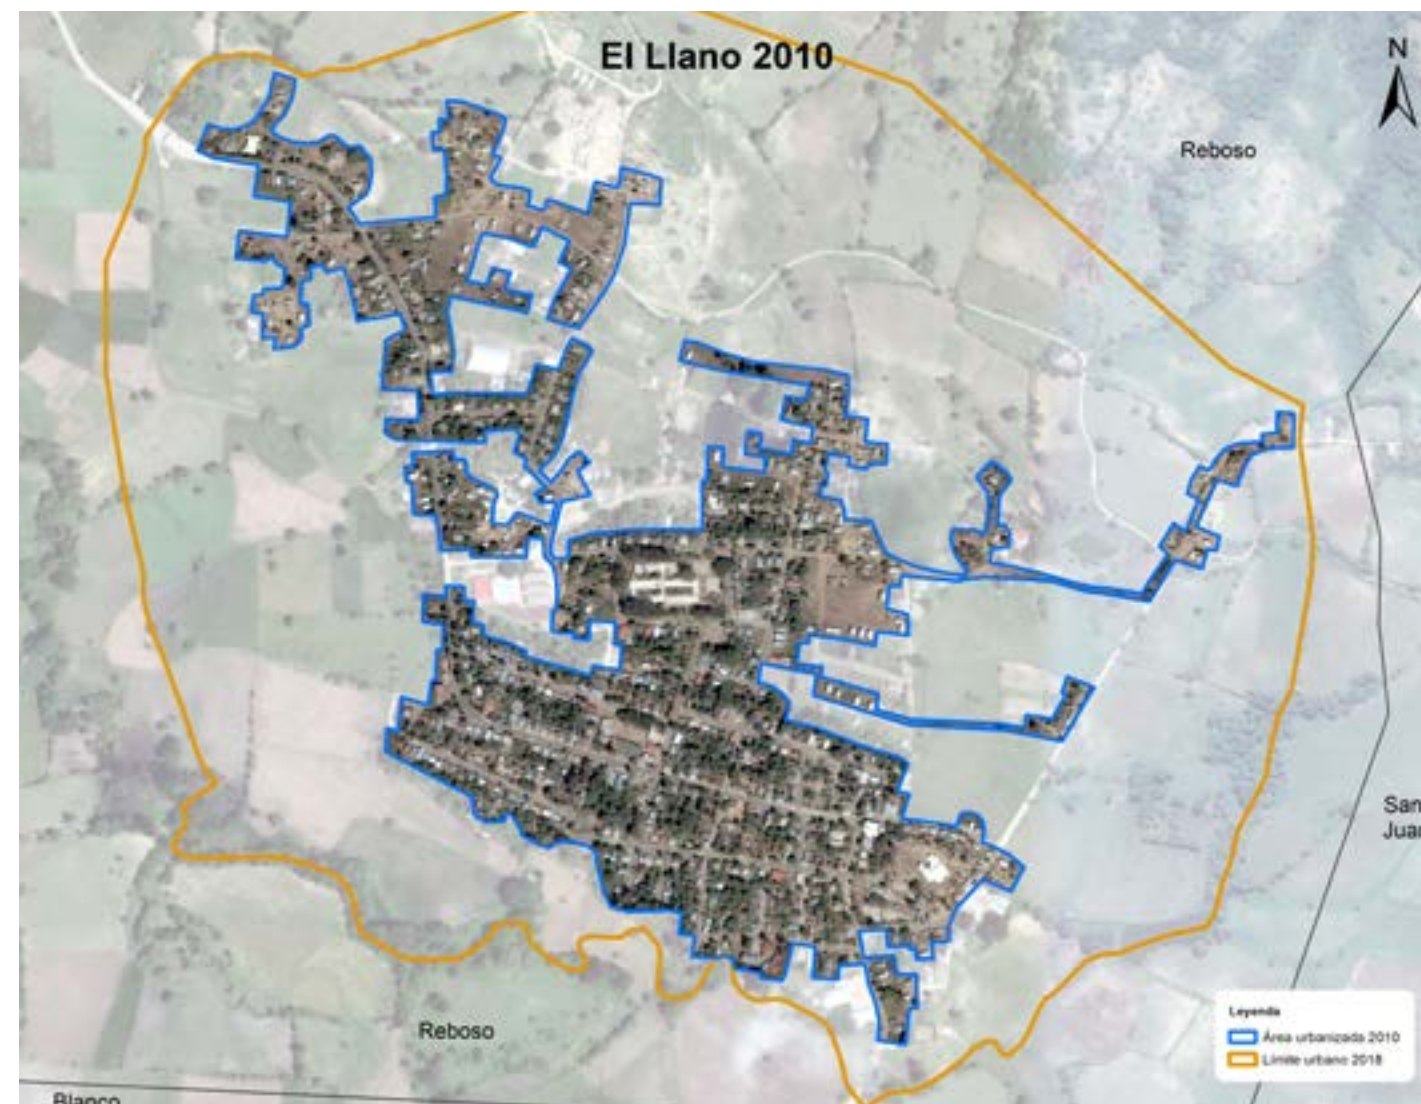 El Llano 2010
N
Reboso
San
Juan
Reboso
Leyenda
Área urbanizada 2010
Límite urbano 2018
Blanco